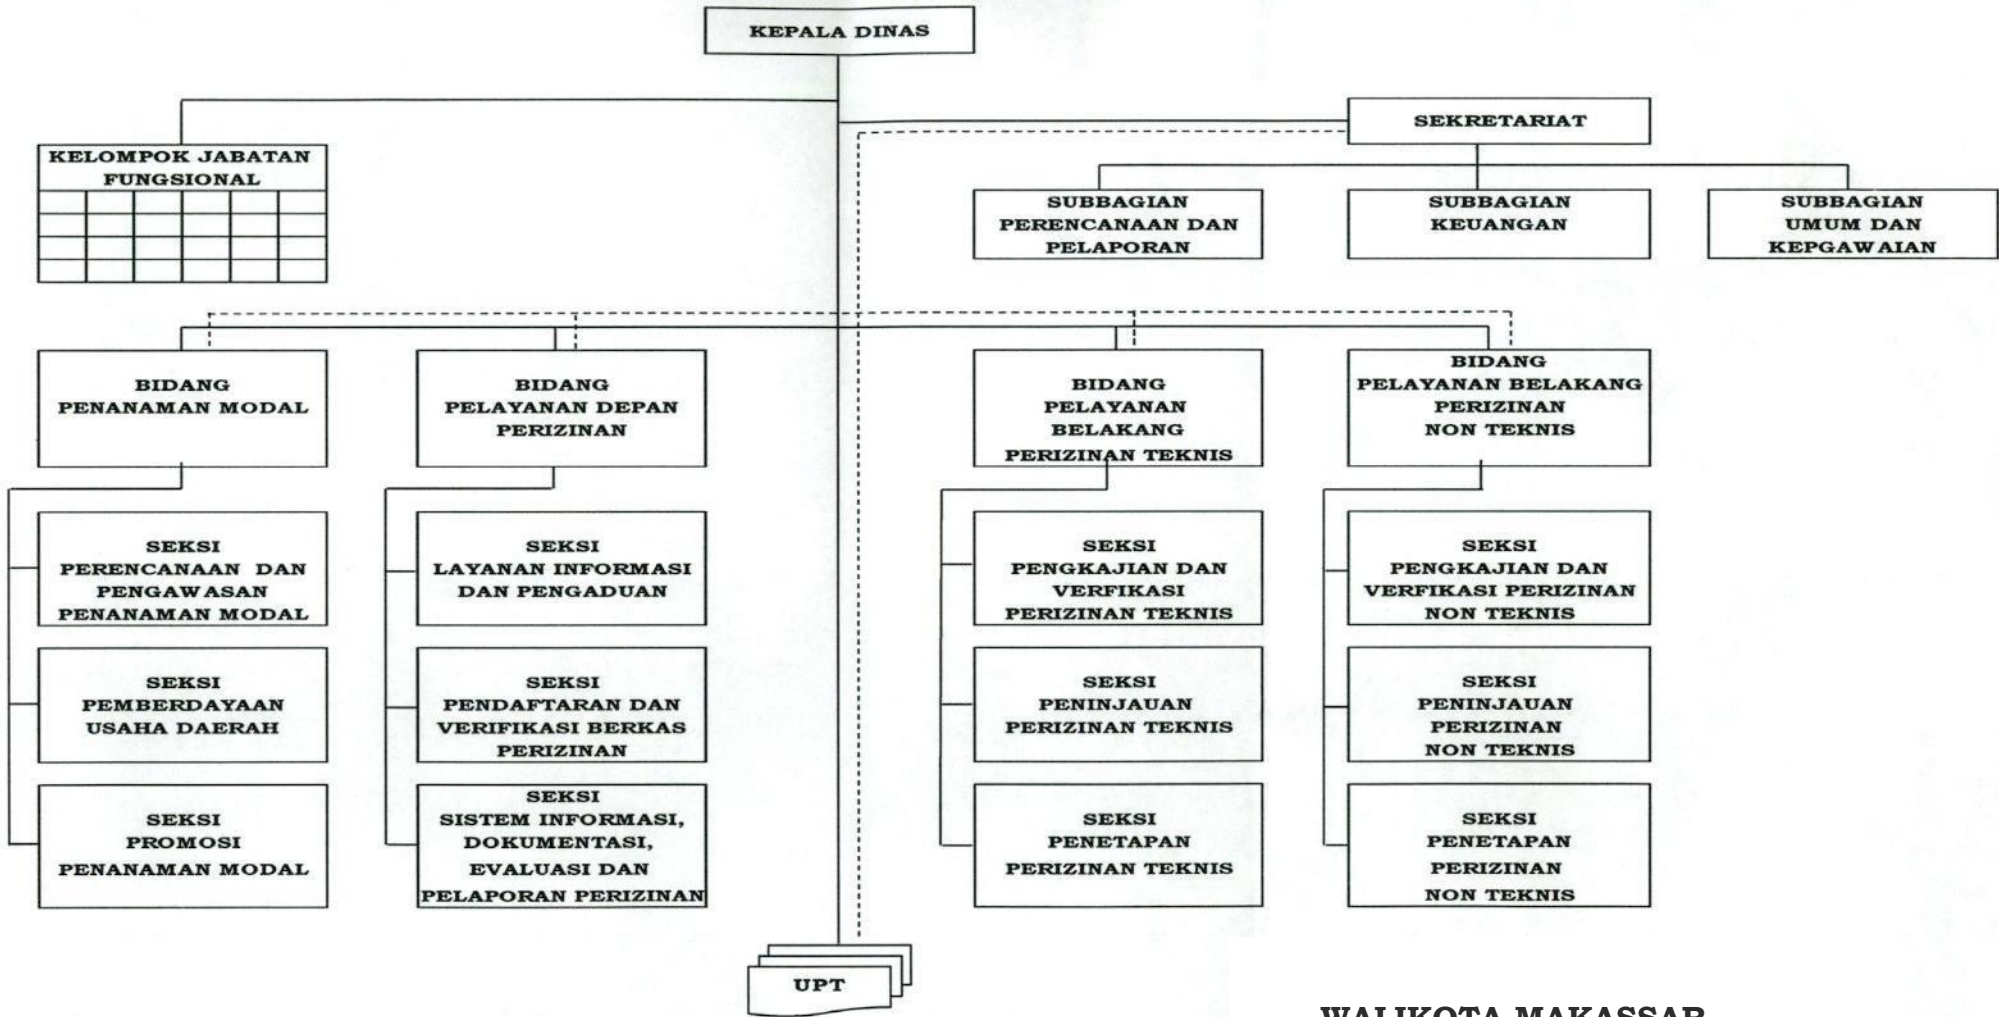 KEPALA DINAS
SEKRETARIAT
KELOMPOK JABATAN
FUNGSIONAL
SUBBAGIAN
PERENCANAAN DAN
PELAPORAN
SUBBAGIAN
KEUANGAN
SUBBAGIAN
UMUM DAN
KEPGAWAIAN
BIDANG
PENANAMAN MODAL
BIDANG
PELAYANAN DEPAN
PERIZINAN
BIDANG
PELAYANAN
BELAKANG
PERIZINAN TEKNIS
BIDANG
PELAYANAN BELAKANG
PERIZINAN
NON TEKNIS
SEKSI
PERENCANAAN DAN
PENGAWASAN
PENANAMAN MODAL
SEKSI
LAYANAN INFORMASI
DAN PENGADUAN
SEKSI
PENGKAJIAN DAN
VERFIKASI
PERIZINAN TEKNIS
SEKSI
PENGKAJIAN DAN
VERFIKASI PERIZINAN
NON TEKNIS
SEKSI
PEMBERDAYAAN
USAHA DAERAH
SEKSI
PENDAFTARAN DAN
VERIFIKASI BERKAS
PERIZINAN
SEKSI
PENINJAUAN
PERIZINAN TEKNIS
SEKSI
PENINJAUAN
PERIZINAN
NON TEKNIS
SEKSI
PROMOSI
PENANAMAN MODAL
SEKSI
SISTEM INFORMASI,
DOKUMENTASI,
EVALUASI DAN
PELAPORAN PERIZINAN
SEKSI
PENETAPAN
PERIZINAN TEKNIS
SEKSI
PENETAPAN
PERIZINAN
NON TEKNIS
UPT
WALIKOTA MAKASSAR